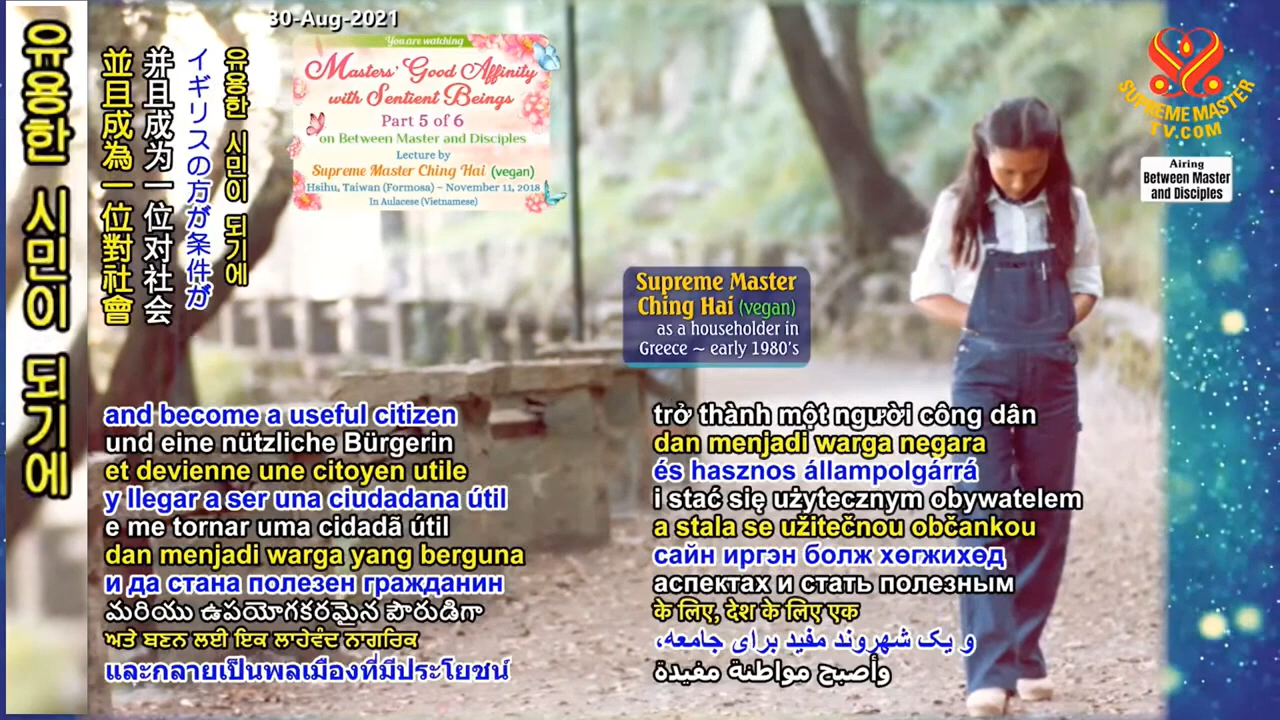 30-Aug-2021
유용한 시민이 되기에
並且成為一位對社會
并且成为一位对社会
イギリスの方が条件が
유용한 시민이 되기에
You are watching
Masters' Good Affinity
with Sentient Beings
Part 5 of 6
on Between Master and Disciples
Lecture by
Supreme Master Ching Hai (vegan)
Hsihu, Taiwan (Formosa) ~ November 11, 2018
In Aulacese (Vietnamese)
SUPREME MASTER
TV.COM
Airing
Between Master
and Disciples
Supreme Master
Ching Hai (vegan)
as a householder in
Greece ~ early 1980's
and become a useful citizen
und eine nützliche Bürgerin
et devienne une citoyen utile
y llegar a ser una ciudadana útil
e me tornar uma cidadã útil
dan menjadi warga yang berguna
и да стана полезен гражданин
మరియు ఉపయోగకరమైన పౌరుడిగా
ਅਤੇ ਬਣਨ ਲਈ ਇਕ ਲਾਹੇਵੰਦ ਨਾਗਰਿਕ
และกลายเป็นพลเมืองที่มีประโยชน์
trở thành một người công dân
dan menjadi warga negara
és hasznos állampolgárrá
i stać się użytecznym obywatelem
a stala se užitečnou občankou
сайн иргэн болж хөгжихөд
аспектах и стать полезным
के लिए, देश के लिए एक
و یک شهروند مفید برای جامعه،
وأصبح مواطنة مفيدة